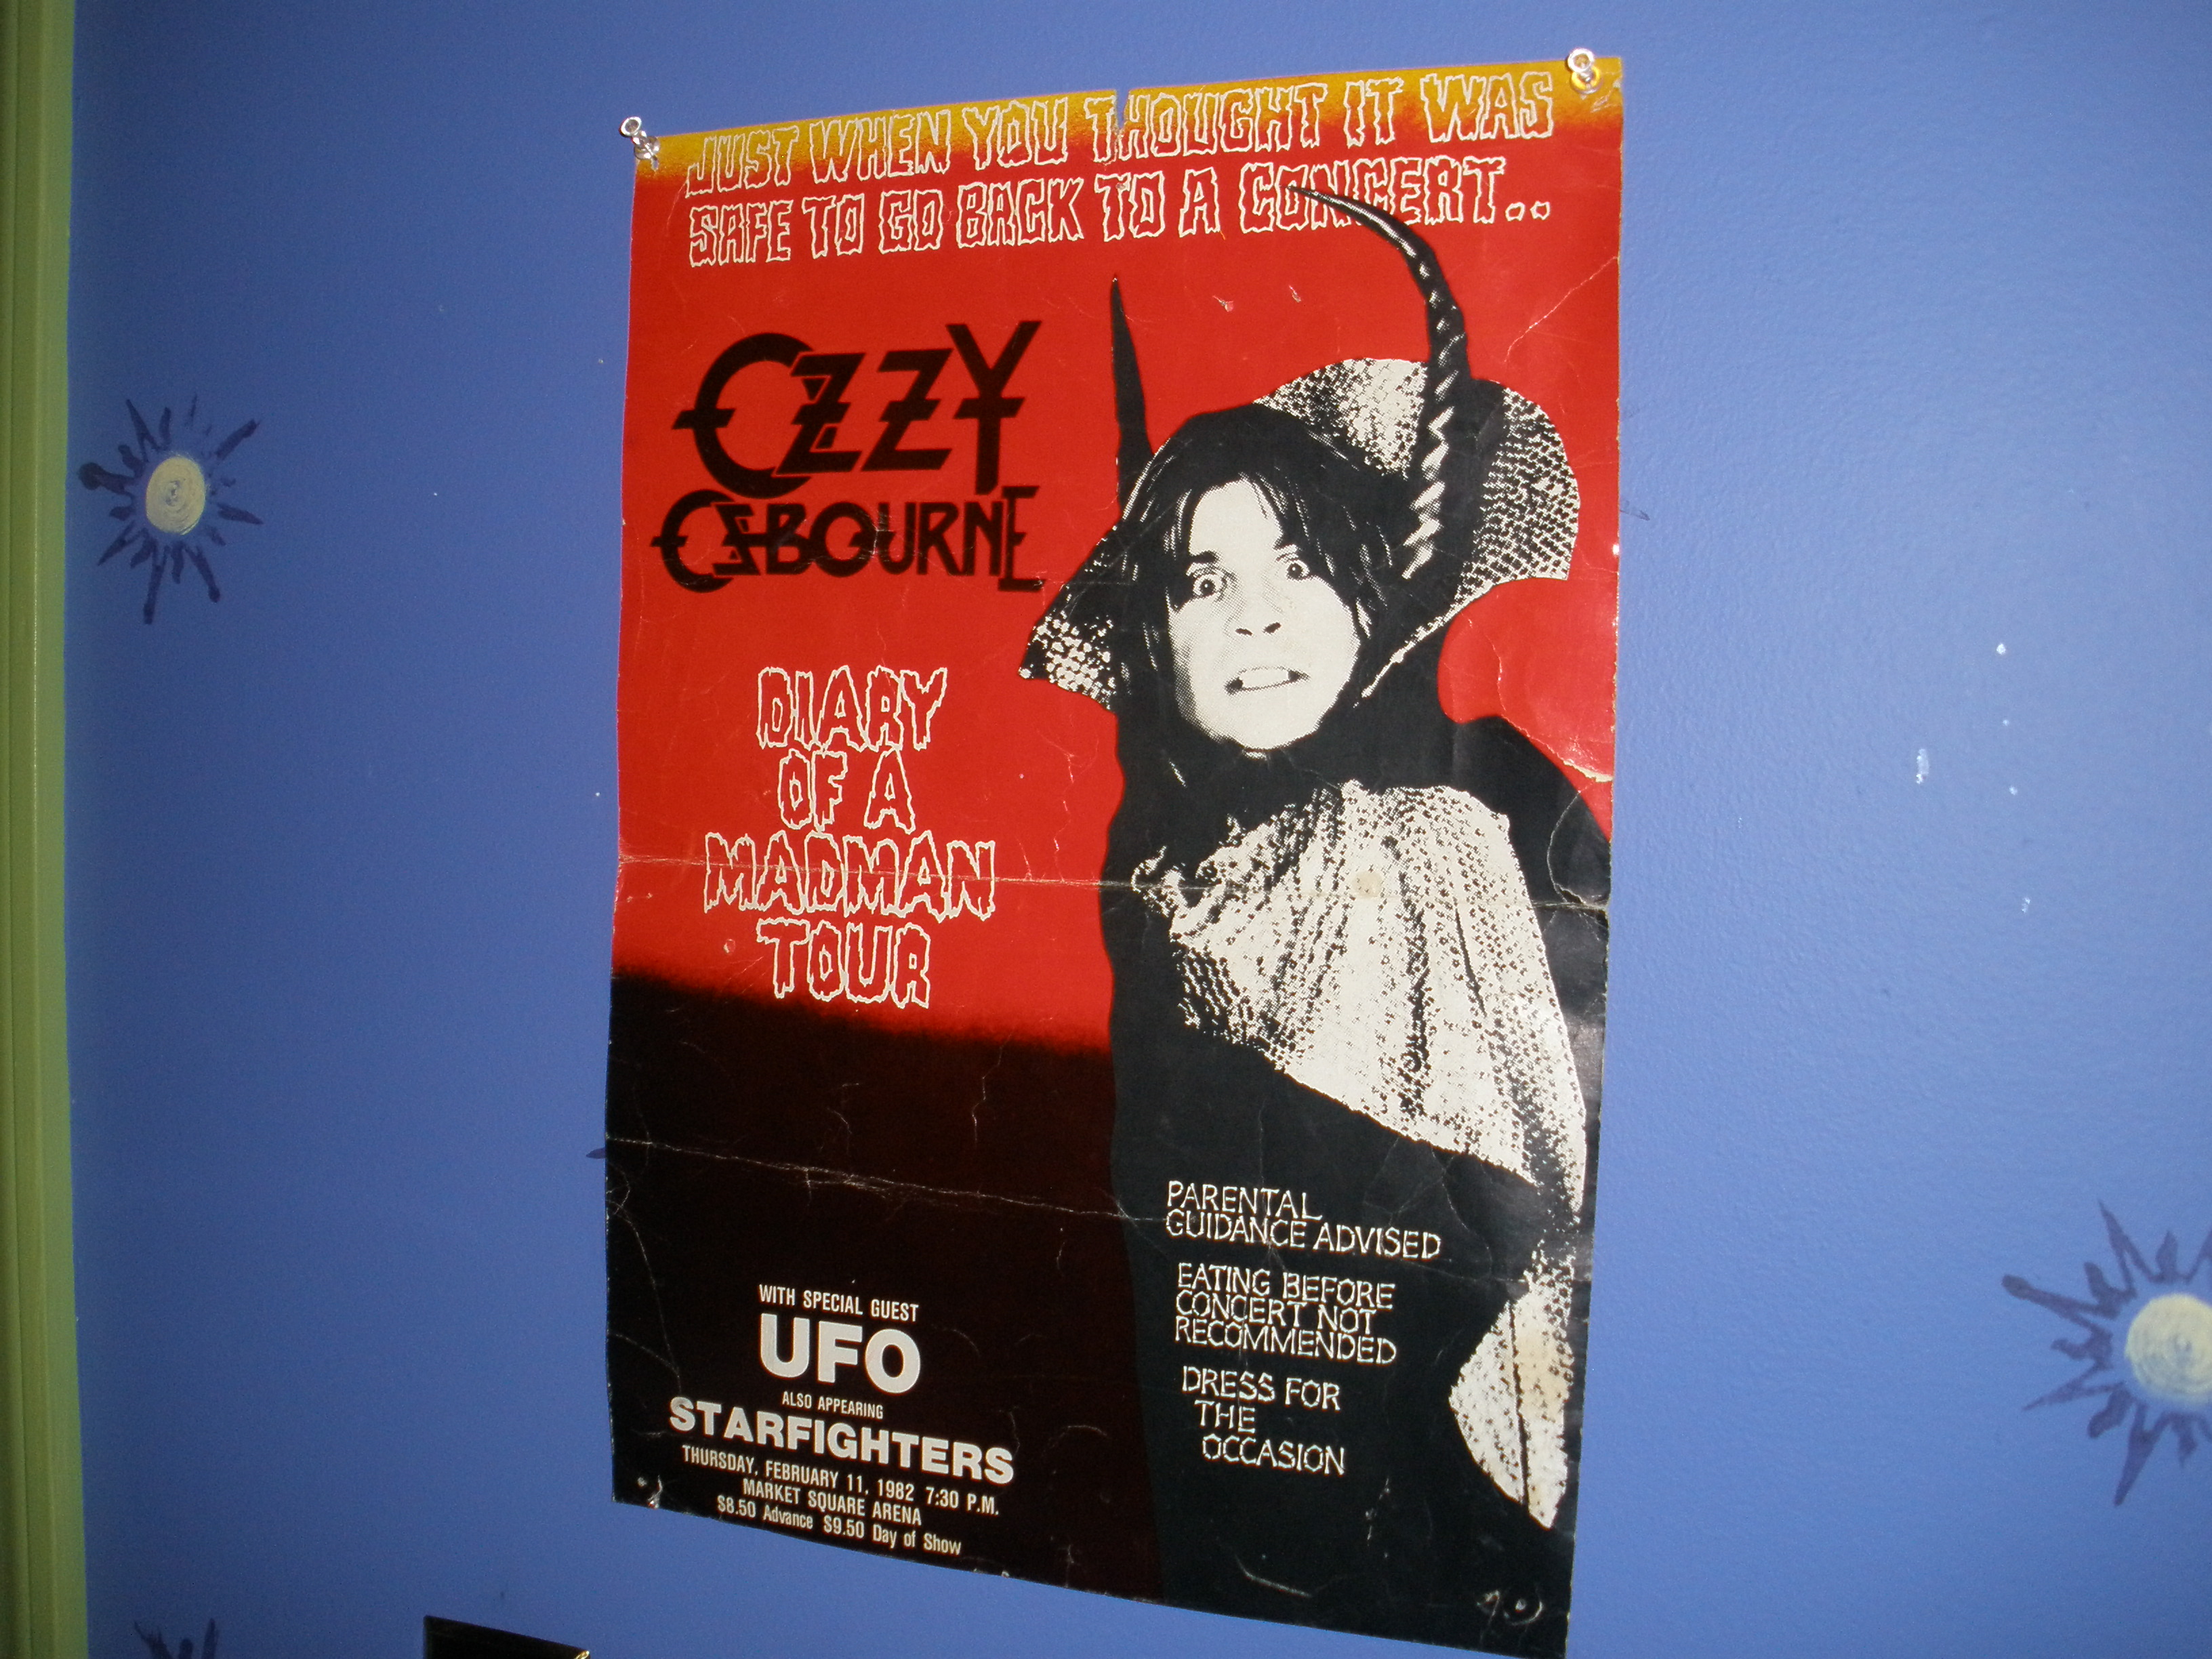 JUST WHEN YOU THOUGHT IT WAS
SAFE TO GO BACK TO A CONCERT..
OZZY
OSBOURNE
DIARY
OF A
MADMAN
TOUR
PARENTAL
GUIDANCE ADVISED
EATING BEFORE
CONCERT NOT
RECOMMENDED
DRESS FOR
THE
OCCASION
WITH SPECIAL GUEST
UFO
ALSO APPEARING
STARFIGHTERS
THURSDAY, FEBRUARY 11, 1982 7:30 P.M.
MARKET SQUARE ARENA
$8.50 Advance $9.50 Day of Show